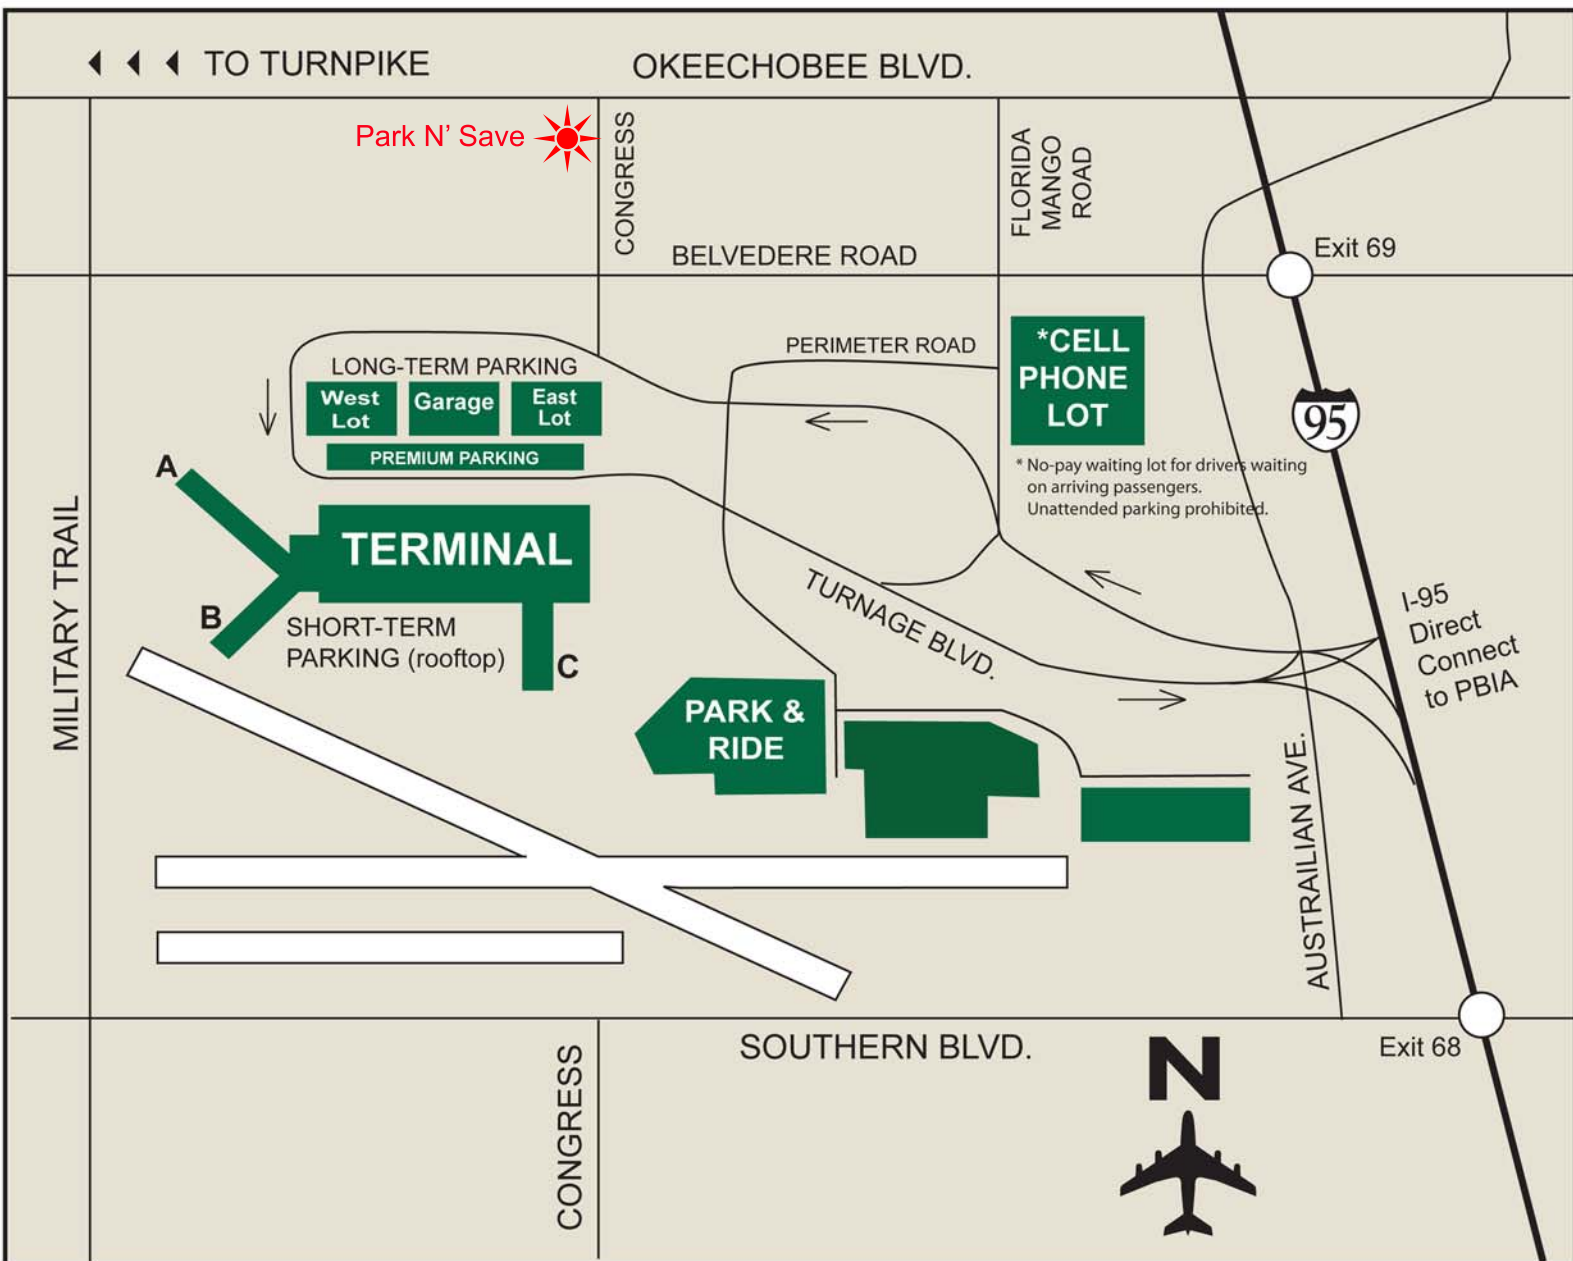 TO TURNPIKE
OKEECHOBEE BLVD.
Park N' Save
CONGRESS
FLORIDA
MANGO
ROAD
BELVEDERE ROAD
Exit 69
PERIMETER ROAD
*CELL
PHONE
LOT
LONG-TERM PARKING
West
Lot
Garage
East
Lot
PREMIUM PARKING
95
* No-pay waiting lot for drivers waiting
on arriving passengers.
Unattended parking prohibited.
A
TERMINAL
MILITARY TRAIL
B
SHORT-TERM
PARKING (rooftop)
C
TURNAGE BLVD.
I-95
Direct
Connect
to PBIA
PARK &
RIDE
AUSTRAILIAN AVE.
SOUTHERN BLVD.
Exit 68
CONGRESS
N